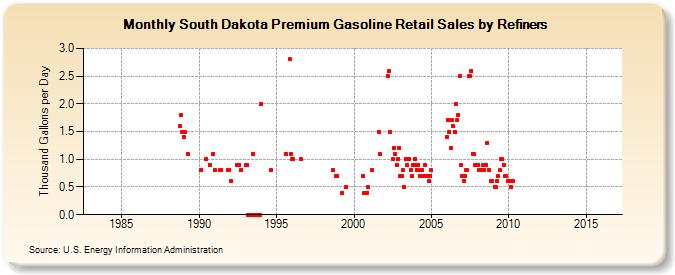 Monthly South Dakota Premium Gasoline Retail Sales by Refiners
Thousand Gallons per Day
3.0
2.5
2.0
1.5
1.0
0.5
0.0
1985 1990 1995 2000 2005 2010 2015
Source: U.S. Energy Information Administration